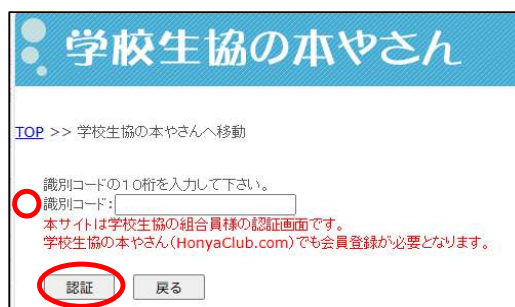 学校生協の本やさん
TOP >> 学校生協の本やさんへ移動
識別コードの10桁を入力して下さい。
識別コード:
本サイトは学校生協の組合員様の認証画面です。
学校生協の本やさん(HonyaClub.com)でも会員登録が必要となります。
認証 戻る